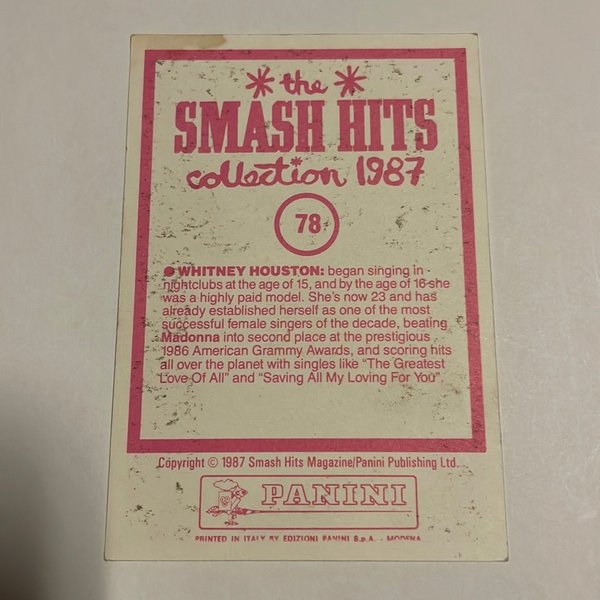 the
SMASH HITS
collection 1987
78
● WHITNEY HOUSTON: began singing in
nightclubs at the age of 15, and by the age of 16 she
was a highly paid model. She's now 23 and has
already established herself as one of the most
successful female singers of the decade, beating
Madonna into second place at the prestigious
1986 American Grammy Awards, and scoring hits
all over the planet with singles like “The Greatest
Love Of All” and “Saving All My Loving For You”
Copyright © 1987 Smash Hits Magazine/Panini Publishing Ltd.
PANINI
PRINTED IN ITALY BY EDIZIONI PANINI S.p.A. - MODENA